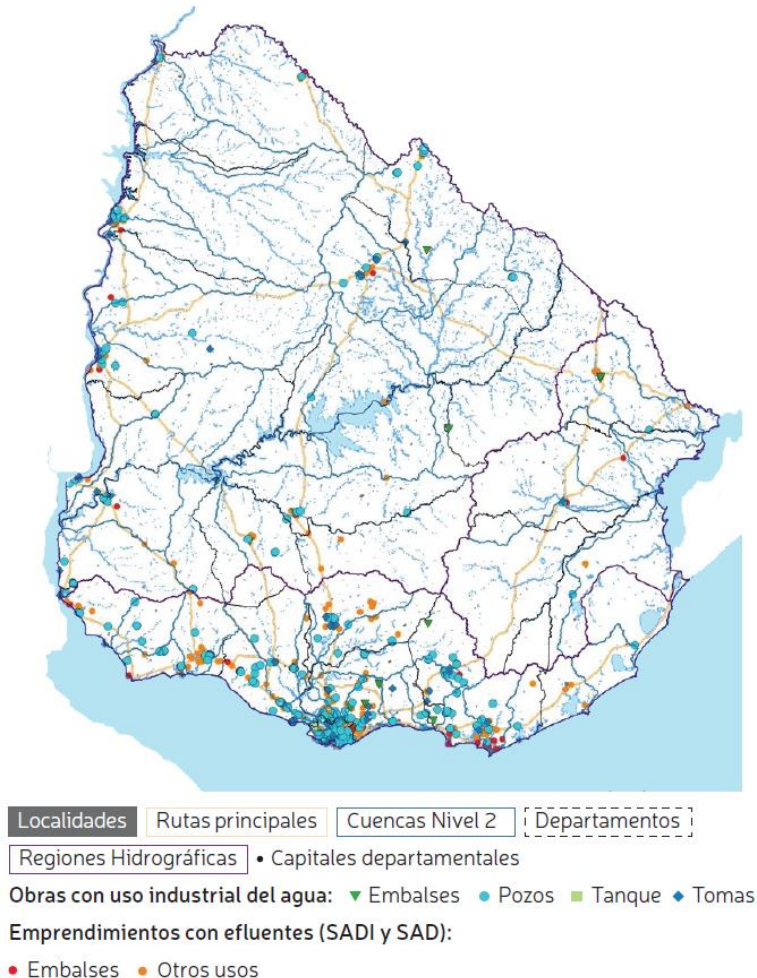 Localidades Rutas principales Cuencas Nivel 2 Departamentos
Regiones Hidrográficas • Capitales departamentales
Obras con uso industrial del agua: Embalses Pozos Tanque Tomas
Emprendimientos con efluentes (SADI y SAD):
Embalses Otros usos